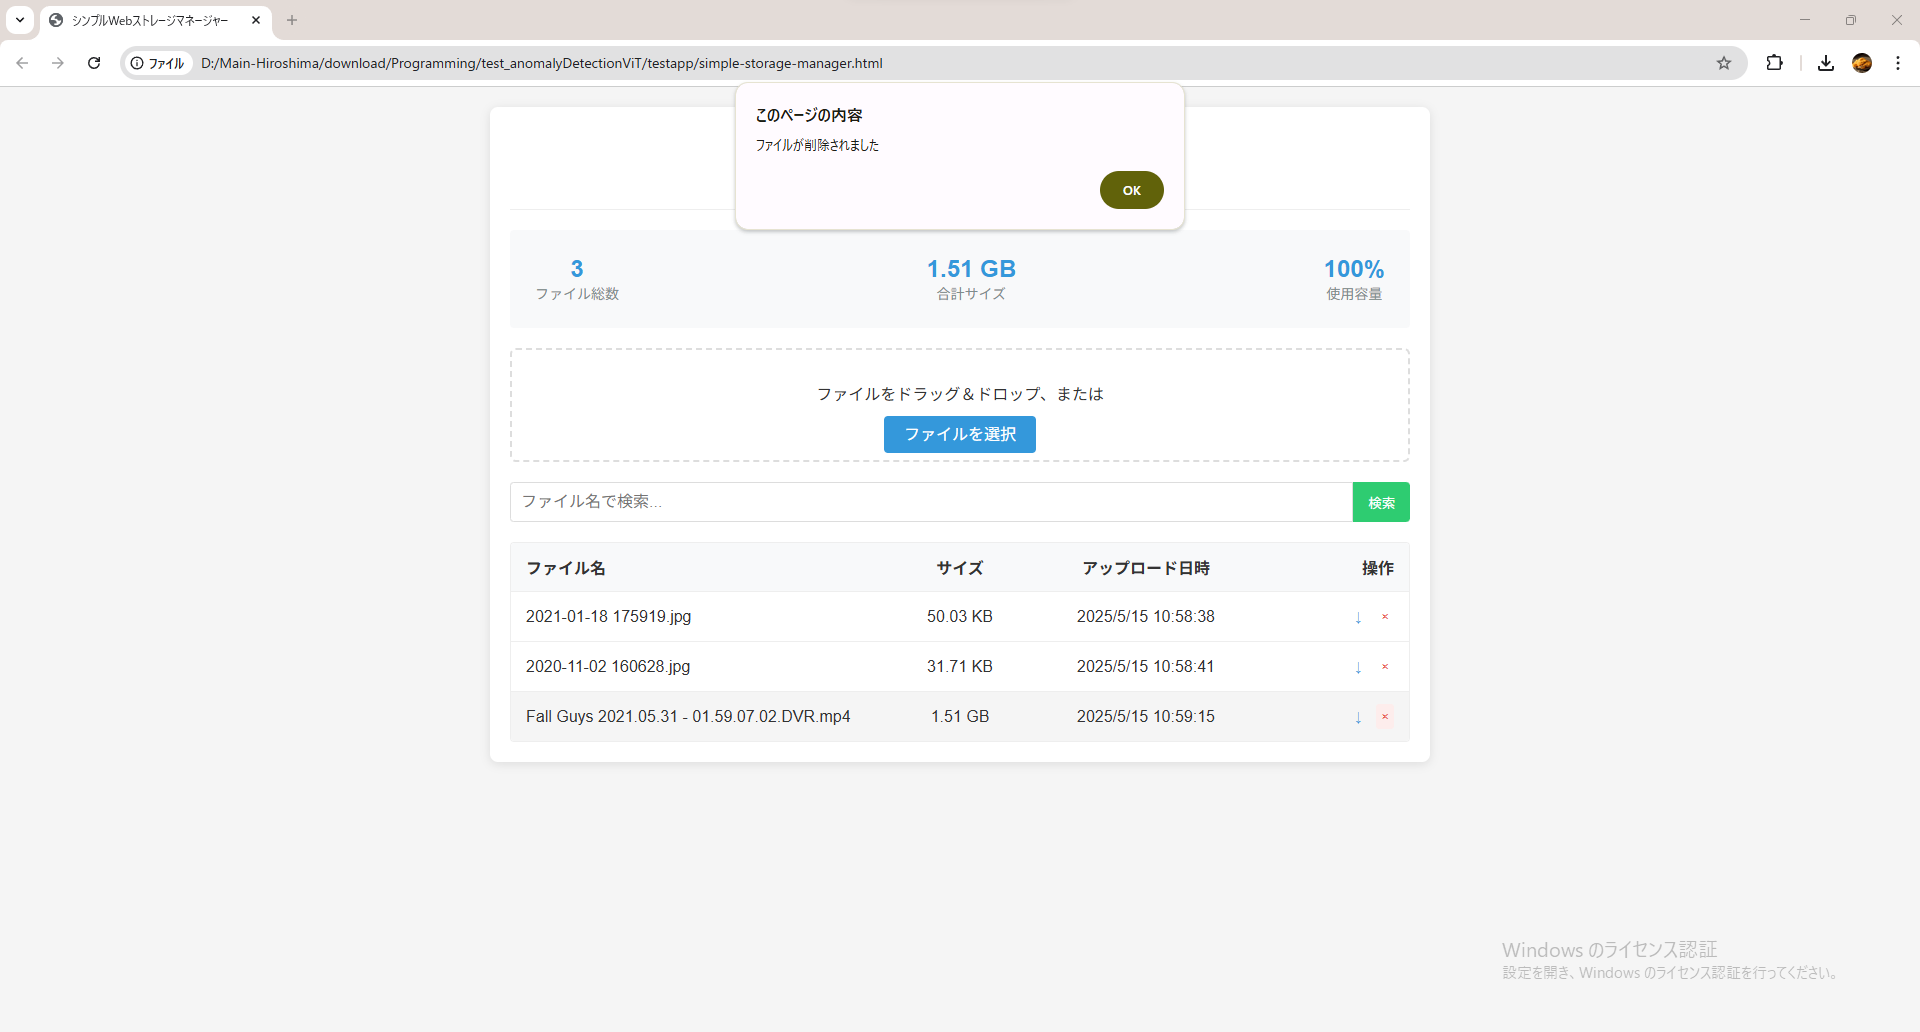 シンプルWebストレージマネージャー
ファイル
D:/Main-Hiroshima/download/Programming/test_anomalyDetectionViT/testapp/simple-storage-manager.html
このページの内容
ファイルが削除されました
OK
3
ファイル総数
1.51 GB
合計サイズ
100%
使用容量
ファイルをドラッグ＆ドロップ、または
ファイルを選択
ファイル名で検索...
検索
ファイル名 サイズ アップロード日時 操作
2021-01-18 175919.jpg 50.03 KB 2025/5/15 10:58:38 ↓ ×
2020-11-02 160628.jpg 31.71 KB 2025/5/15 10:58:41 ↓ ×
Fall Guys 2021.05.31 - 01.59.07.02.DVR.mp4 1.51 GB 2025/5/15 10:59:15 ↓ ×
Windows のライセンス認証
設定を開き、Windows のライセンス認証を行ってください。